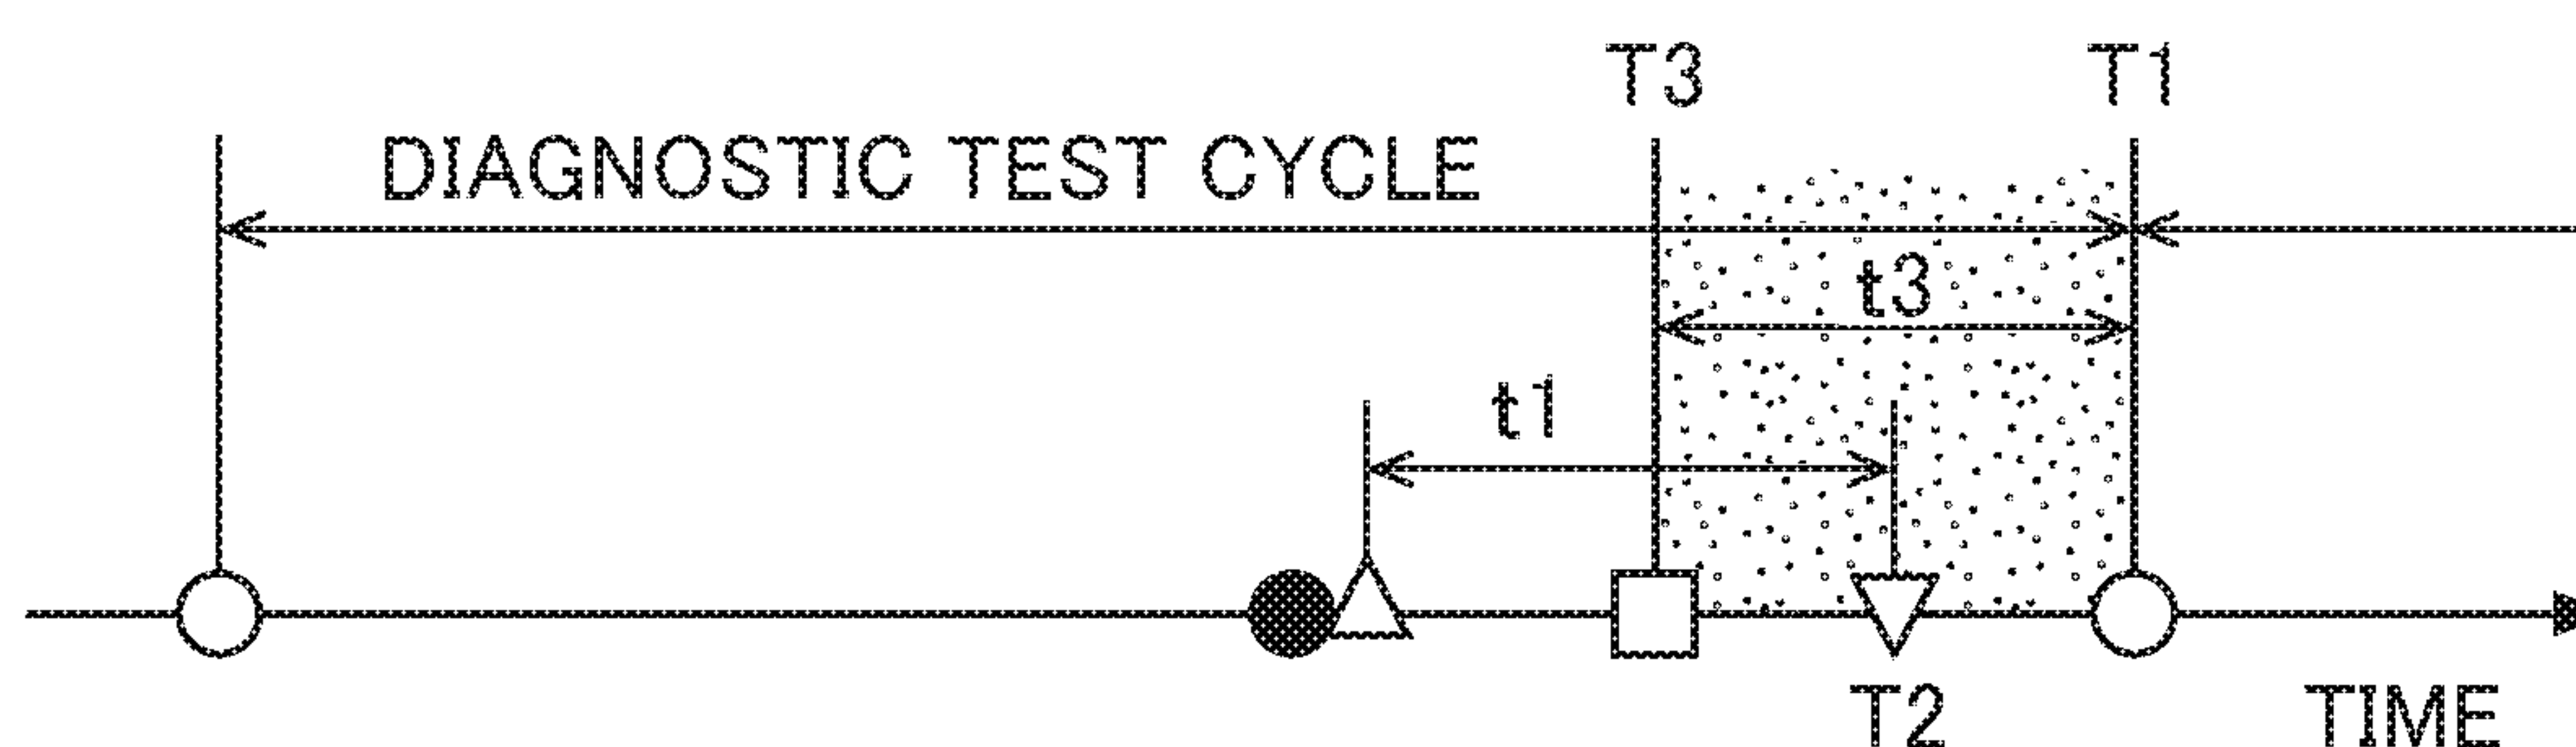 T3 T1
DIAGNOSTIC TEST CYCLE
t3
t1
T2 TIME